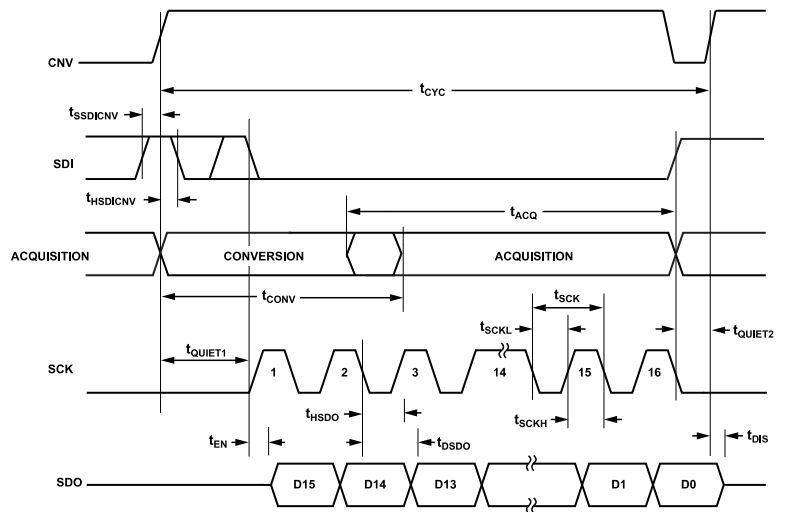 CNV
tCYC
tSSDICNV
SDI
tHSDICNV
tACQ
ACQUISITION
CONVERSION
ACQUISITION
tCONV
tSCK
tSCKL
tQUIET2
tQUIET1
SCK
1
2
3
14
15
16
tHSDO
tSCKH
tEN
tDSDO
tDIS
SDO
D15
D14
D13
D1
D0